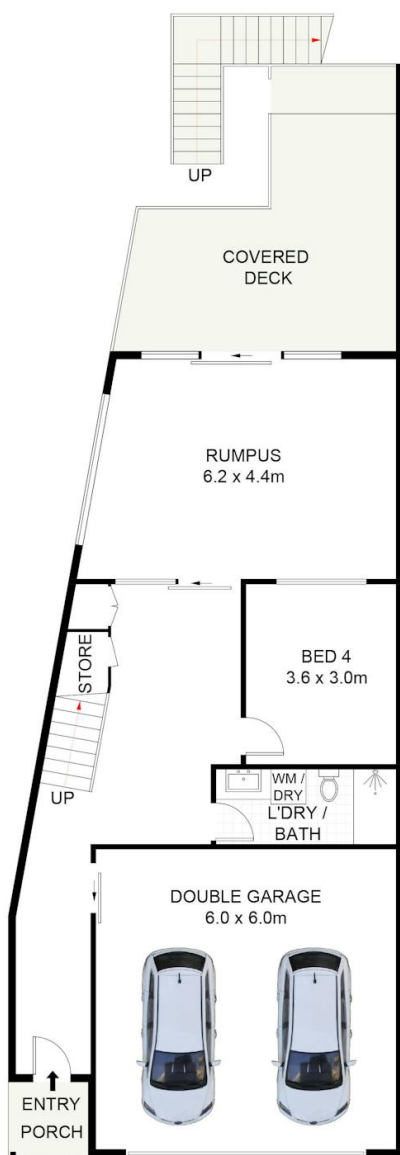 UP
COVERED
DECK
RUMPUS
6.2 x 4.4m
STORE
BED 4
3.6 x 3.0m
UP
WM /
DRY
L'DRY /
BATH
DOUBLE GARAGE
6.0 x 6.0m
ENTRY
PORCH